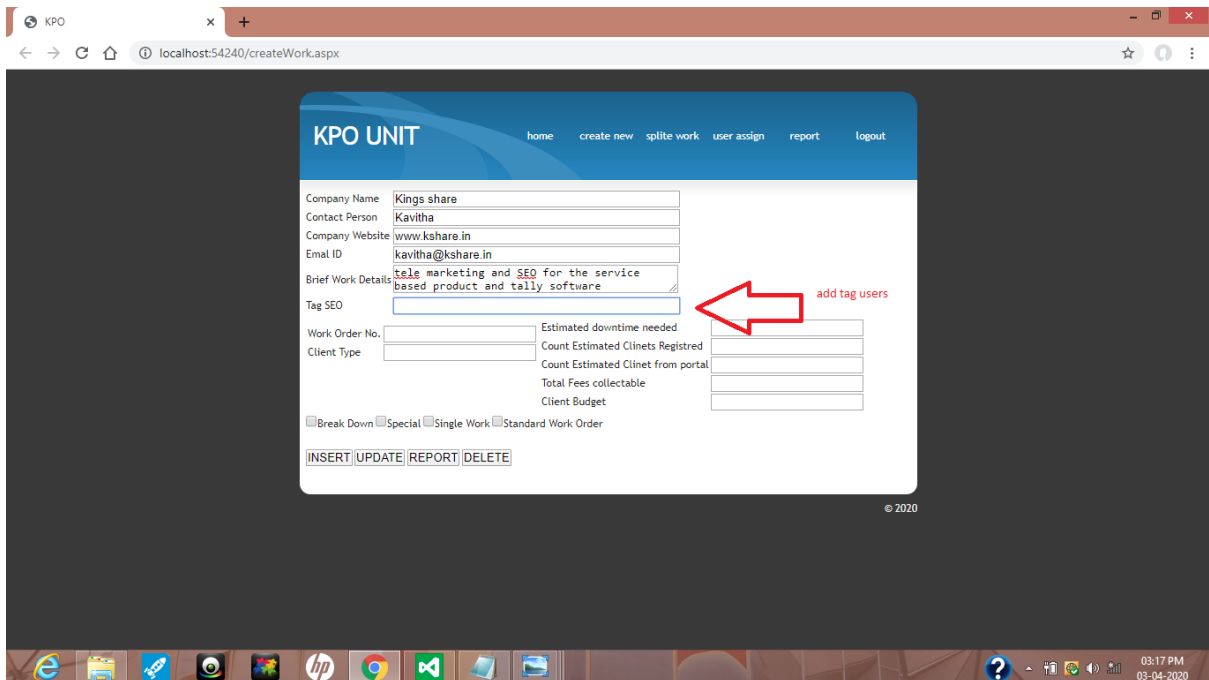 KPO
localhost:54240/createWork.aspx
KPO UNIT
home create new splite work user assign report logout
Company Name Kings share
Contact Person Kavitha
Company Website www.kshare.in
Emal ID kavitha@kshare.in
Brief Work Details tele marketing and SEO for the service
based product and tally software
add tag users
Tag SEO
Work Order No.
Client Type
Estimated downtime needed
Count Estimated Clinets Registred
Count Estimated Clinet from portal
Total Fees collectable
Client Budget
Break Down Special Single Work Standard Work Order
INSERT UPDATE REPORT DELETE
© 2020
hp
03:17 PM
03-04-2020